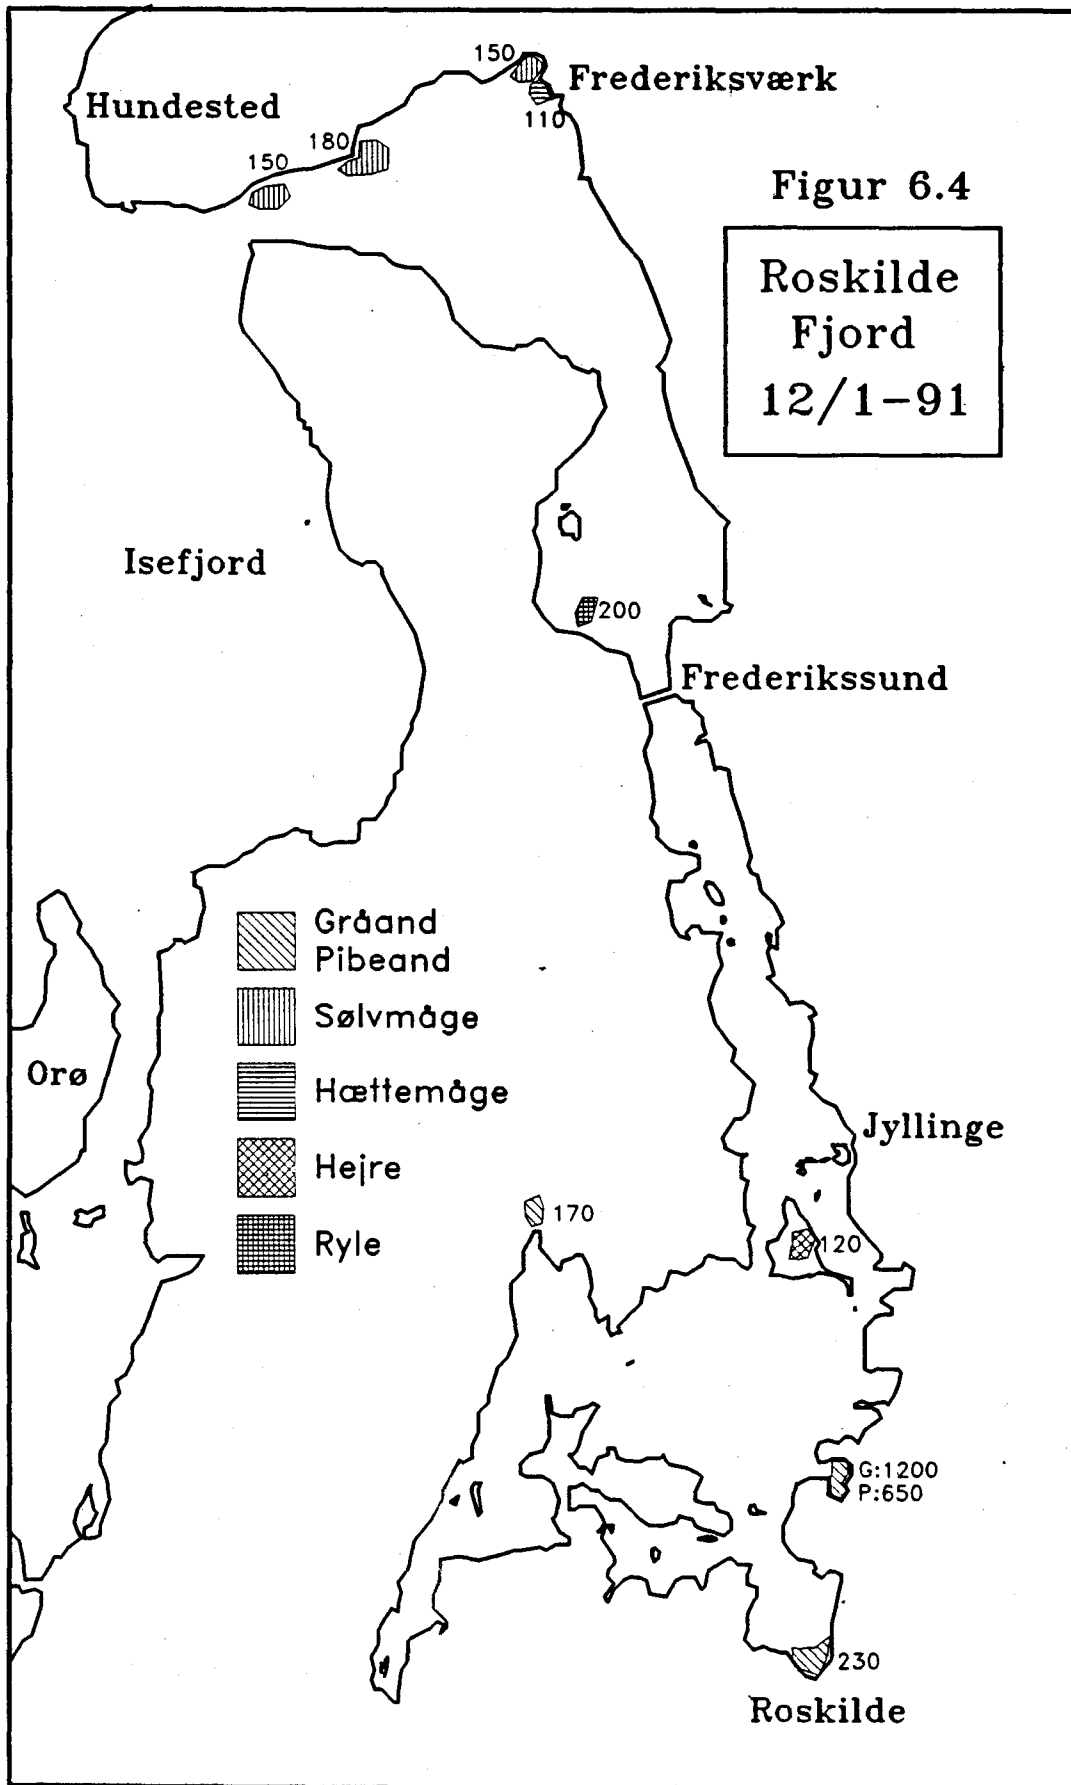 150
Frederiksværk
Hundested
110
180
150
Figur 6.4
Roskilde
Fjord
12/1-91
Isefjord
200
Frederikssund
Gråand
Pibeand
Sølvmåge
Orø
Hættemåge
Jyllinge
Hejre
170
120
Ryle
G:1200
P:650
230
Roskilde